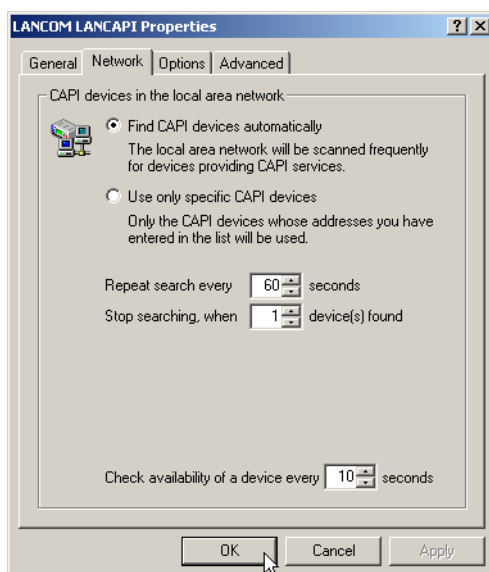 LANCOM LANCAPI Properties
General Network Options Advanced
CAPI devices in the local area network
Find CAPI devices automatically
The local area network will be scanned frequently
for devices providing CAPI services.
Use only specific CAPI devices
Only the CAPI devices whose addresses you have
entered in the list will be used.
Repeat search every 60 seconds
Stop searching, when 1 device(s) found
Check availability of a device every 10 seconds
OK Cancel Apply